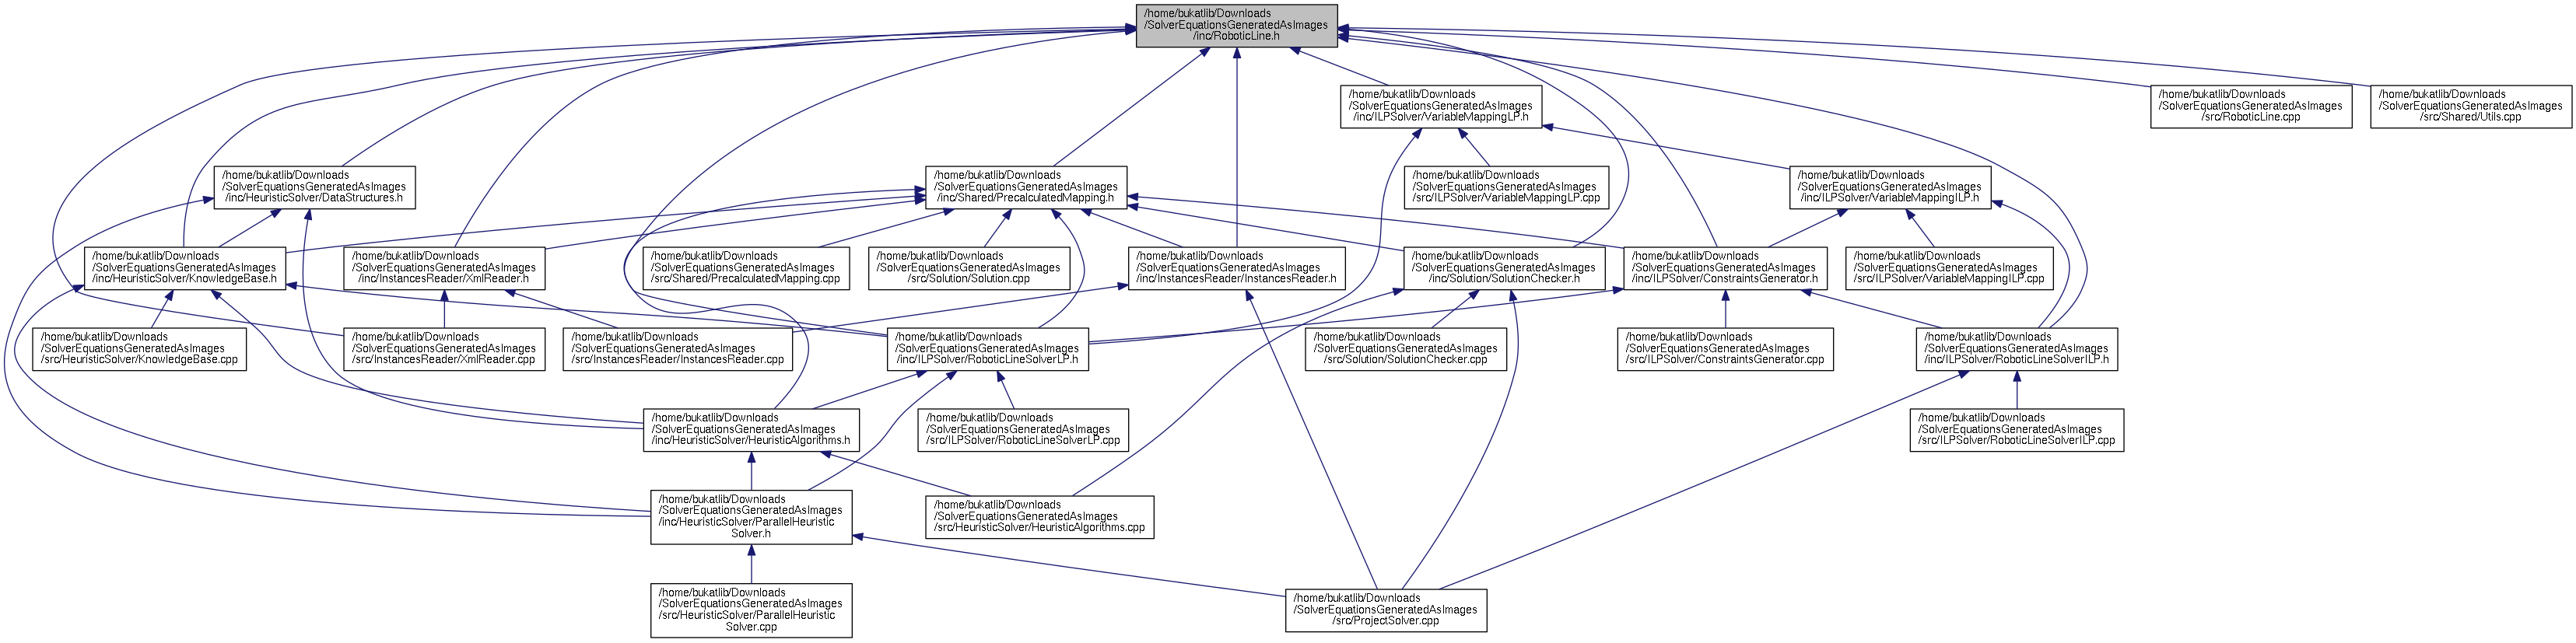 /home/bukatlib/Downloads
/SolverEquationsGeneratedAsImages
/inc/RoboticLine.h
/home/bukatlib/Downloads
/SolverEquationsGeneratedAsImages
/inc/ILPSolver/VariableMappingLP.h
/home/bukatlib/Downloads
/SolverEquationsGeneratedAsImages
/src/RoboticLine.cpp
/home/bukatlib/Downloads
/SolverEquationsGeneratedAsImages
/src/Shared/Utils.cpp
/home/bukatlib/Downloads
/SolverEquationsGeneratedAsImages
/inc/HeuristicSolver/DataStructures.h
/home/bukatlib/Downloads
/SolverEquationsGeneratedAsImages
/inc/Shared/PrecalculatedMapping.h
/home/bukatlib/Downloads
/SolverEquationsGeneratedAsImages
/src/ILPSolver/VariableMappingLP.cpp
/home/bukatlib/Downloads
/SolverEquationsGeneratedAsImages
/inc/ILPSolver/VariableMappingILP.h
/home/bukatlib/Downloads
/SolverEquationsGeneratedAsImages
/inc/HeuristicSolver/KnowledgeBase.h
/home/bukatlib/Downloads
/SolverEquationsGeneratedAsImages
/inc/InstancesReader/XmlReader.h
/home/bukatlib/Downloads
/SolverEquationsGeneratedAsImages
/src/Shared/PrecalculatedMapping.cpp
/home/bukatlib/Downloads
/SolverEquationsGeneratedAsImages
/src/Solution/Solution.cpp
/home/bukatlib/Downloads
/SolverEquationsGeneratedAsImages
/inc/InstancesReader/InstancesReader.h
/home/bukatlib/Downloads
/SolverEquationsGeneratedAsImages
/inc/Solution/SolutionChecker.h
/home/bukatlib/Downloads
/SolverEquationsGeneratedAsImages
/inc/ILPSolver/ConstraintsGenerator.h
/home/bukatlib/Downloads
/SolverEquationsGeneratedAsImages
/src/ILPSolver/VariableMappingILP.cpp
/home/bukatlib/Downloads
/SolverEquationsGeneratedAsImages
/src/HeuristicSolver/KnowledgeBase.cpp
/home/bukatlib/Downloads
/SolverEquationsGeneratedAsImages
/src/InstancesReader/XmlReader.cpp
/home/bukatlib/Downloads
/SolverEquationsGeneratedAsImages
/src/InstancesReader/InstancesReader.cpp
/home/bukatlib/Downloads
/SolverEquationsGeneratedAsImages
/inc/ILPSolver/RoboticLineSolverLP.h
/home/bukatlib/Downloads
/SolverEquationsGeneratedAsImages
/src/Solution/SolutionChecker.cpp
/home/bukatlib/Downloads
/SolverEquationsGeneratedAsImages
/src/ILPSolver/ConstraintsGenerator.cpp
/home/bukatlib/Downloads
/SolverEquationsGeneratedAsImages
/inc/ILPSolver/RoboticLineSolverILP.h
/home/bukatlib/Downloads
/SolverEquationsGeneratedAsImages
/inc/HeuristicSolver/HeuristicAlgorithms.h
/home/bukatlib/Downloads
/SolverEquationsGeneratedAsImages
/src/ILPSolver/RoboticLineSolverLP.cpp
/home/bukatlib/Downloads
/SolverEquationsGeneratedAsImages
/src/ILPSolver/RoboticLineSolverILP.cpp
/home/bukatlib/Downloads
/SolverEquationsGeneratedAsImages
/inc/HeuristicSolver/ParallelHeuristic
Solver.h
/home/bukatlib/Downloads
/SolverEquationsGeneratedAsImages
/src/HeuristicSolver/HeuristicAlgorithms.cpp
/home/bukatlib/Downloads
/SolverEquationsGeneratedAsImages
/src/HeuristicSolver/ParallelHeuristic
Solver.cpp
/home/bukatlib/Downloads
/SolverEquationsGeneratedAsImages
/src/ProjectSolver.cpp